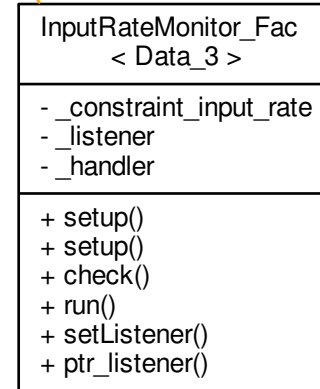 InputRateMonitor_Fac
< Data_3 >
- _constraint_input_rate
- _listener
- _handler
+ setup()
+ setup()
+ check()
+ run()
+ setListener()
+ ptr_listener()